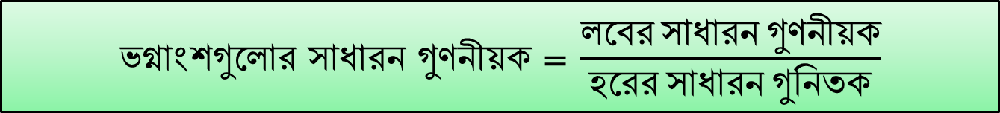 ভগ্নাংশগুলোর সাধারন গুণনীয়ক = লবের সাধারন গুণনীয়ক
হরের সাধারন গুনিতক